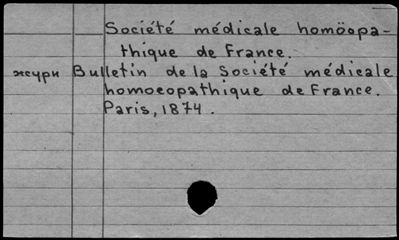 Société médicale homöopa-
thique de France.
журн Bulletin de la Société médicale
homoeopathique de France.
Paris, 1874.